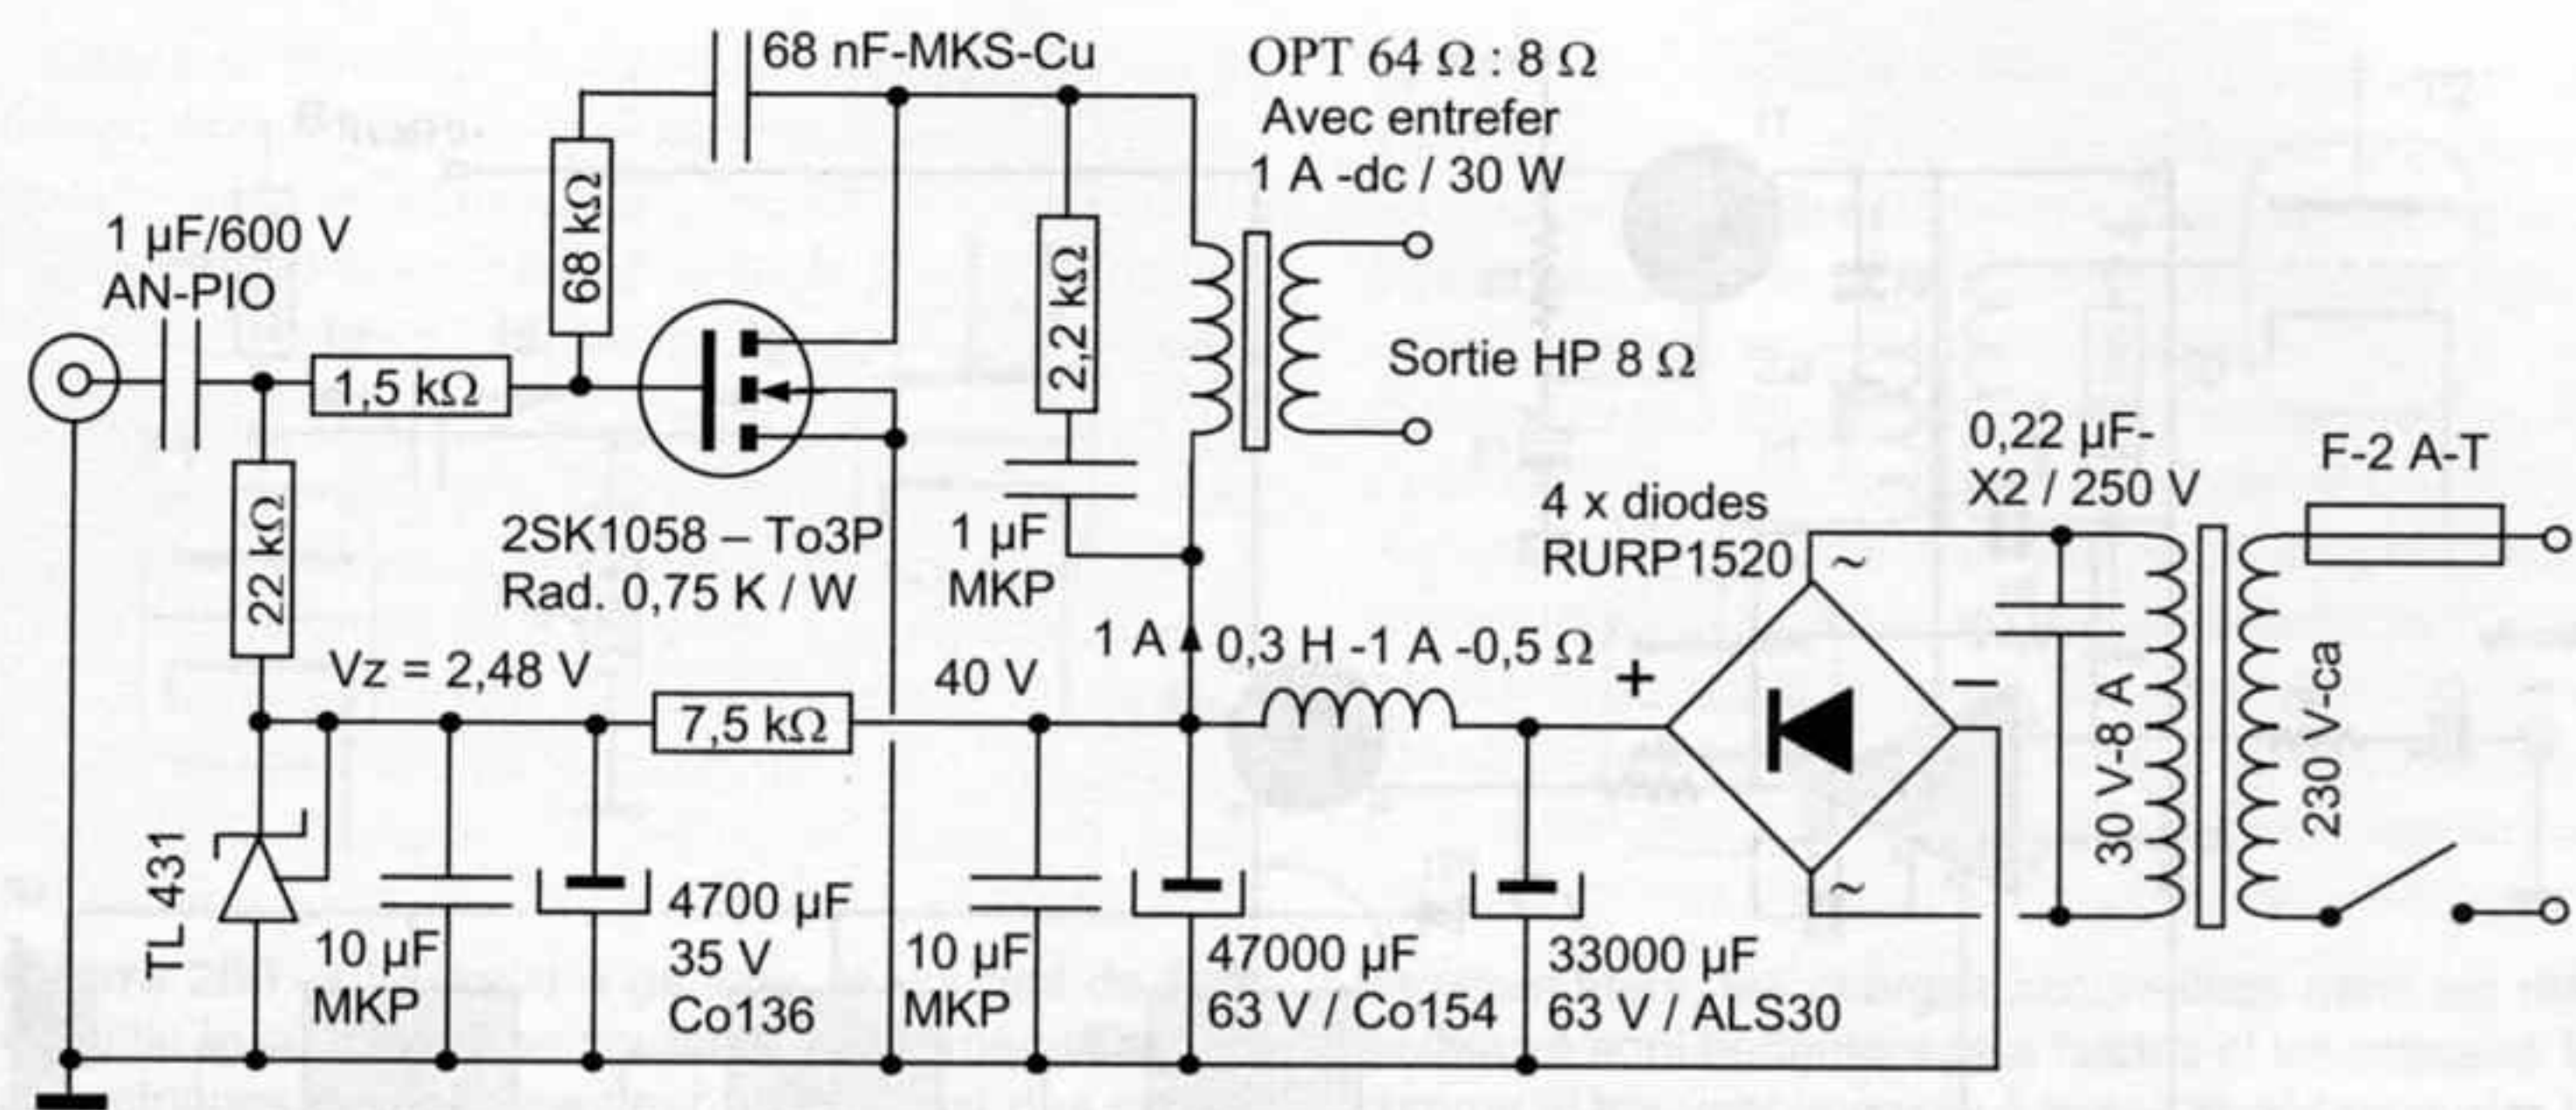 68 nF-MKS-Cu
OPT 64 Ω : 8 Ω
Avec entrefer
1 A -dc / 30 W
1 µF/600 V
AN-PIO
68 kΩ
2,2 kΩ
1,5 kΩ
Sortie HP 8 Ω
22 kΩ
2SK1058 – To3P
Rad. 0,75 K / W
1 µF
MKP
4 x diodes
RURP1520
0,22 µF-
X2 / 250 V
F-2 A-T
Vz = 2,48 V
7,5 kΩ
40 V
1 A
0,3 H -1 A -0,5 Ω
+
~
–
~
30 V-8 A
230 V-ca
TL 431
10 µF
MKP
4700 µF
35 V
Co136
10 µF
MKP
47000 µF
63 V / Co154
33000 µF
63 V / ALS30